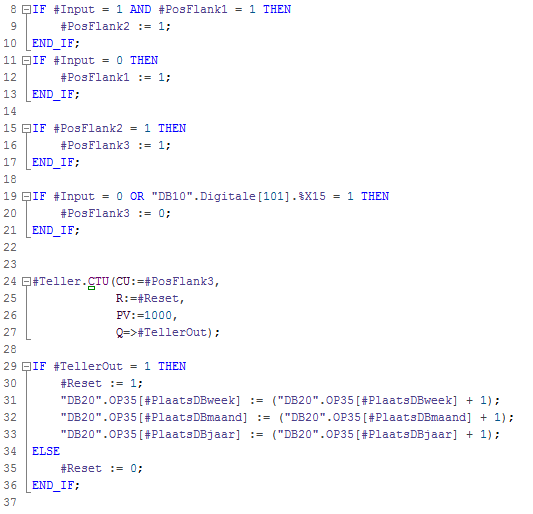 8 IF #Input = 1 AND #PosFlank1 = 1 THEN
9 #PosFlank2 := 1;
10 END_IF;
11 IF #Input = 0 THEN
12 #PosFlank1 := 1;
13 END_IF;
14
15 IF #PosFlank2 = 1 THEN
16 #PosFlank3 := 1;
17 END_IF;
18
19 IF #Input = 0 OR "DB10".Digitale[101].%X15 = 1 THEN
20 #PosFlank3 := 0;
21 END_IF;
22
23
24 #Teller.CTU(CU:=#PosFlank3,
25 R:=#Reset,
26 PV:=1000,
27 Q=>#TellerOut);
28
29 IF #TellerOut = 1 THEN
30 #Reset := 1;
31 "DB20".OP35[#PlaatsDBweek] := ("DB20".OP35[#PlaatsDBweek] + 1);
32 "DB20".OP35[#PlaatsDBmaand] := ("DB20".OP35[#PlaatsDBmaand] + 1);
33 "DB20".OP35[#PlaatsDBjaar] := ("DB20".OP35[#PlaatsDBjaar] + 1);
34 ELSE
35 #Reset := 0;
36 END_IF;
37